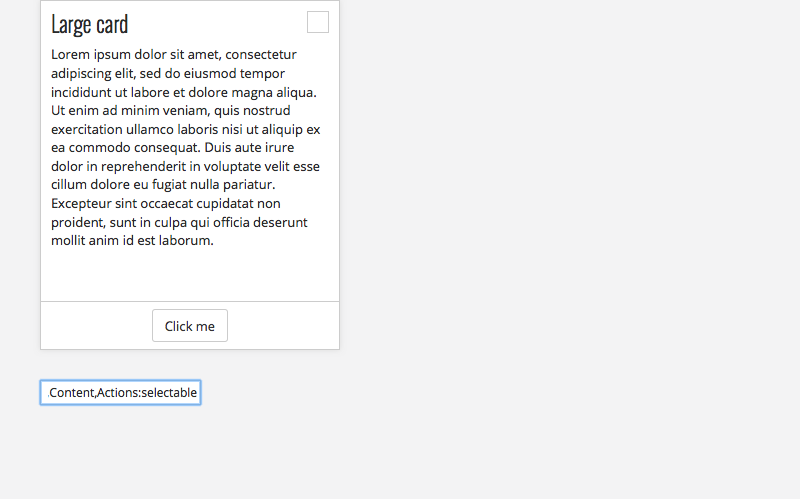 Large card
Lorem ipsum dolor sit amet, consectetur
adipiscing elit, sed do eiusmod tempor
incididunt ut labore et dolore magna aliqua.
Ut enim ad minim veniam, quis nostrud
exercitation ullamco laboris nisi ut aliquip ex
ea commodo consequat. Duis aute irure
dolor in reprehenderit in voluptate velit esse
cillum dolore eu fugiat nulla pariatur.
Excepteur sint occaecat cupidatat non
proident, sunt in culpa qui officia deserunt
mollit anim id est laborum.
Click me
Content,Actions:selectable